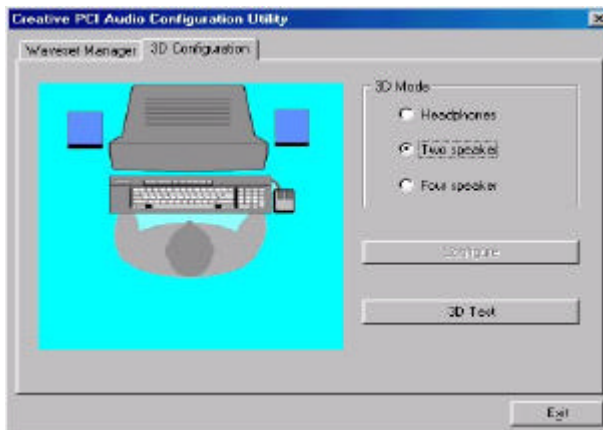 Creative PCI Audio Configuration Utility
Waveset Manager
3D Configuration
3D Mode
Headphones
Two speaker
Four speaker
Configure
3D Test
Exit